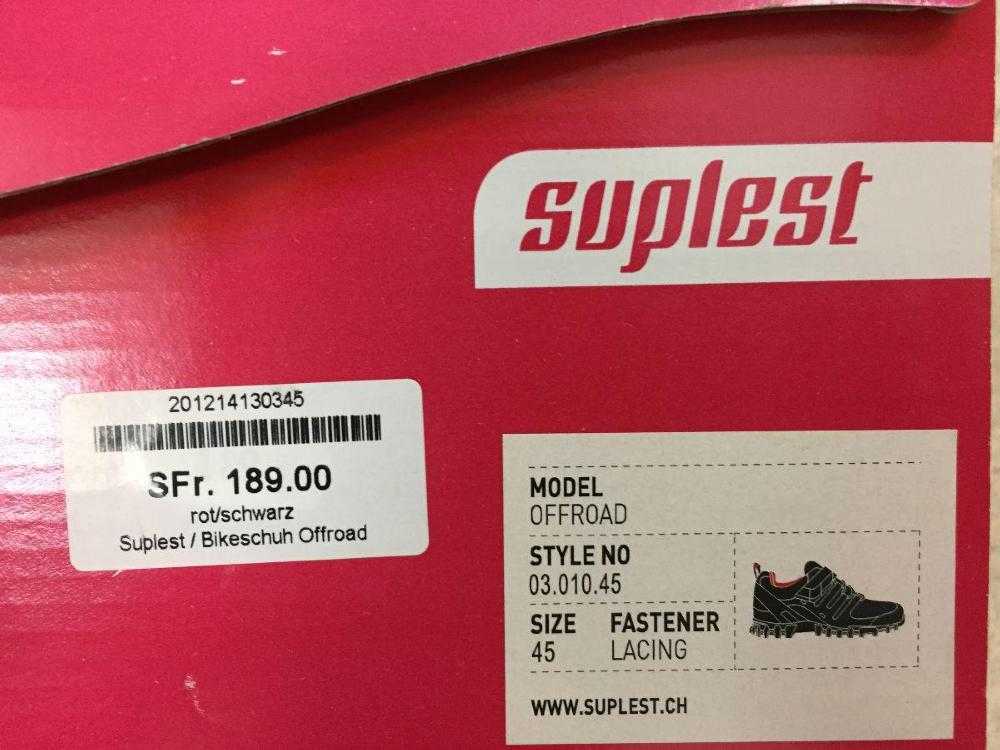 suplest
201214130345
SFr. 189.00
rot/schwarz
Suplest / Bikeschuh Offroad
MODEL
OFFROAD
STYLE NO
03.010.45
SIZE FASTENER
45 LACING
WWW.SUPLEST.CH